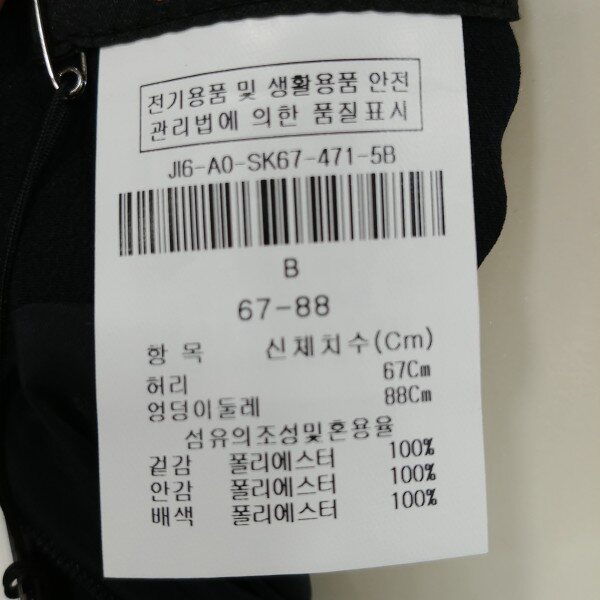 전기용품 및 생활용품 안전
관리법에 의한 품질표시
JI6-A0-SK67-471-5B
B
67-88
항 목 신체치수(Cm)
허리 67Cm
엉덩이둘레 88Cm
섬유의조성및혼용율
겉감 폴리에스터 100%
안감 폴리에스터 100%
배색 폴리에스터 100%